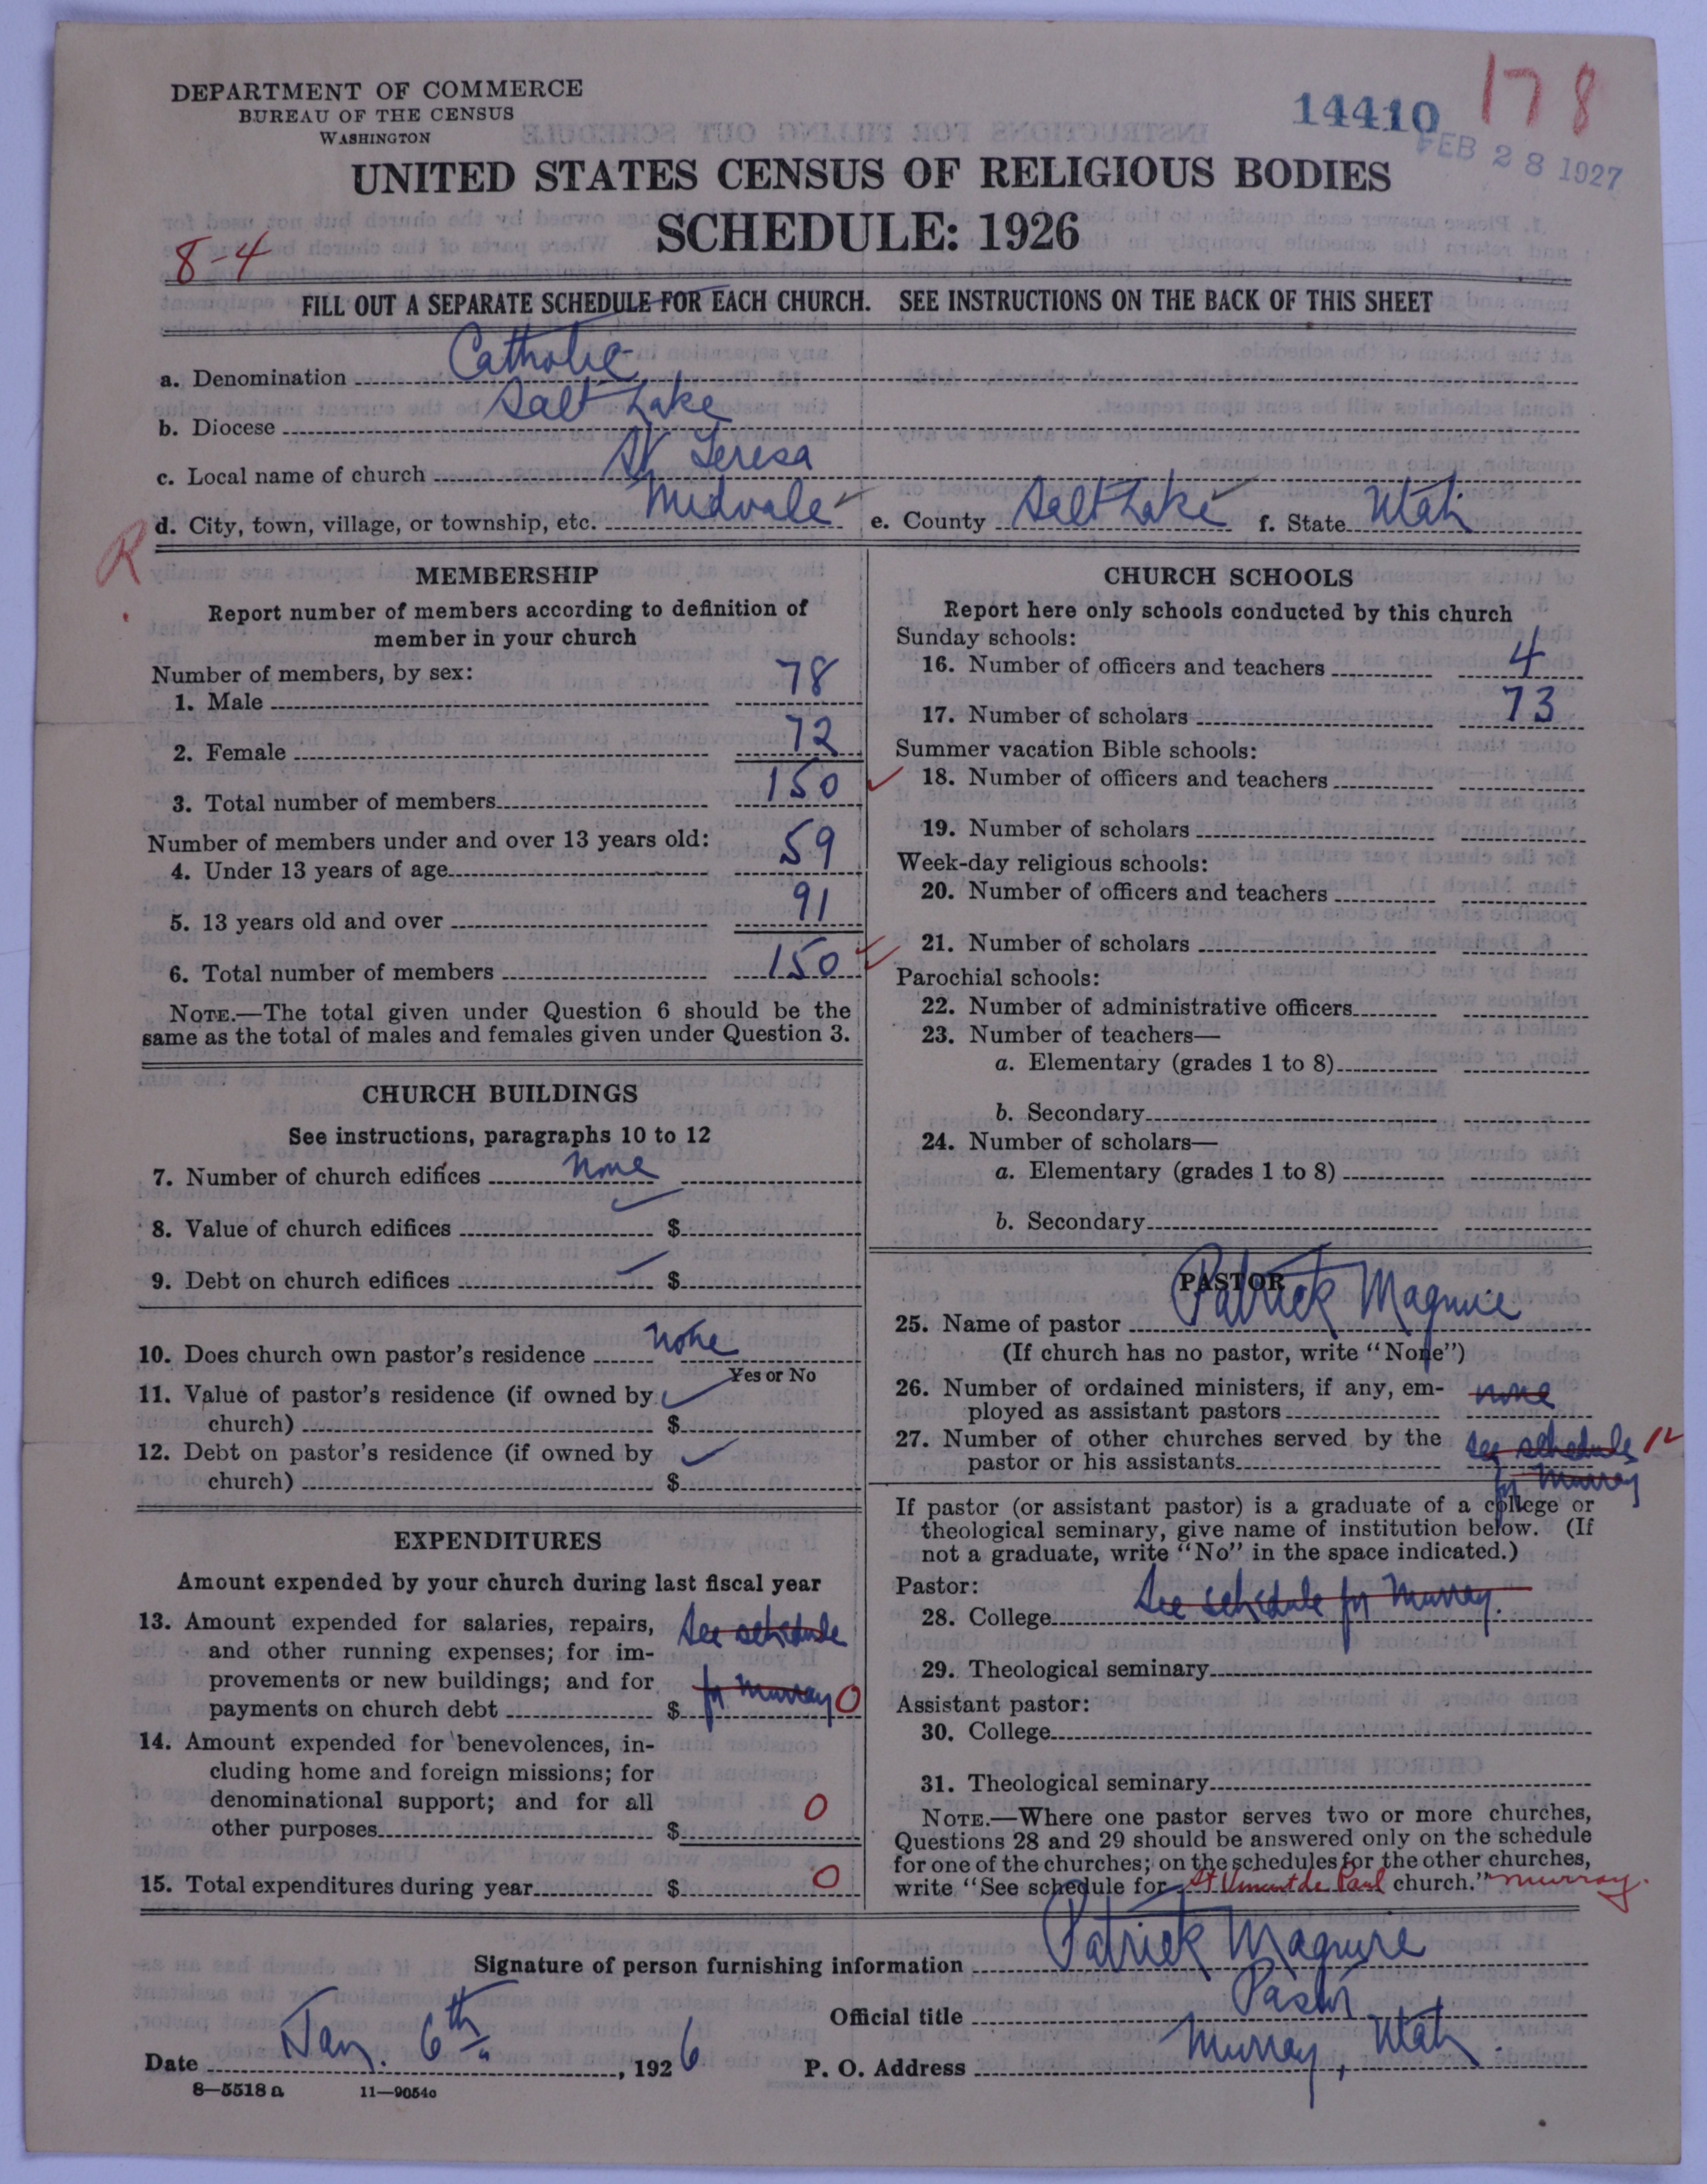 DEPARTMENT OF COMMERCE
BUREAU OF THE CENSUS
WASHINGTON
14410 178
FEB 28 1927
UNITED STATES CENSUS OF RELIGIOUS BODIES
SCHEDULE: 1926
8-4
FILL OUT A SEPARATE SCHEDULE FOR EACH CHURCH. SEE INSTRUCTIONS ON THE BACK OF THIS SHEET
a. Denomination Catholic
b. Diocese Salt Lake
c. Local name of church St Teresa
d. City, town, village, or township, etc. Midvale e. County Salt Lake f. State Utah
R
MEMBERSHIP
Report number of members according to definition of
member in your church
Number of members, by sex:
1. Male 78
2. Female 72
3. Total number of members 150
Number of members under and over 13 years old:
4. Under 13 years of age 59
5. 13 years old and over 91
6. Total number of members 150
NOTE.—The total given under Question 6 should be the
same as the total of males and females given under Question 3.
CHURCH BUILDINGS
See instructions, paragraphs 10 to 12
7. Number of church edifices none
8. Value of church edifices $
9. Debt on church edifices $
10. Does church own pastor's residence none
Yes or No
11. Value of pastor's residence (if owned by
church) $
12. Debt on pastor's residence (if owned by
church) $
EXPENDITURES
Amount expended by your church during last fiscal year
13. Amount expended for salaries, repairs, See schedule
and other running expenses; for im-
provements or new buildings; and for for Murray
payments on church debt $ 0
14. Amount expended for benevolences, in-
cluding home and foreign missions; for
denominational support; and for all
other purposes $ 0
15. Total expenditures during year $ 0
CHURCH SCHOOLS
Report here only schools conducted by this church
Sunday schools:
16. Number of officers and teachers 4
17. Number of scholars 73
Summer vacation Bible schools:
18. Number of officers and teachers
19. Number of scholars
Week-day religious schools:
20. Number of officers and teachers
21. Number of scholars
Parochial schools:
22. Number of administrative officers
23. Number of teachers—
a. Elementary (grades 1 to 8)
b. Secondary
24. Number of scholars—
a. Elementary (grades 1 to 8)
b. Secondary
PASTOR
25. Name of pastor Patrick Maguire
(If church has no pastor, write "None")
26. Number of ordained ministers, if any, em- none
ployed as assistant pastors
27. Number of other churches served by the See schedule
pastor or his assistants for Murray
If pastor (or assistant pastor) is a graduate of a college or
theological seminary, give name of institution below. (If
not a graduate, write "No" in the space indicated.)
Pastor:
28. College See schedule for Murray.
29. Theological seminary
Assistant pastor:
30. College
31. Theological seminary
NOTE.—Where one pastor serves two or more churches,
Questions 28 and 29 should be answered only on the schedule
for one of the churches; on the schedules for the other churches,
write "See schedule for St Vincent de Paul church." Murray.
Signature of person furnishing information Patrick Maguire
Official title Pastor
Date Jan. 6th, 1926 P. O. Address Murray, Utah.
8—5518 a 11—9054c